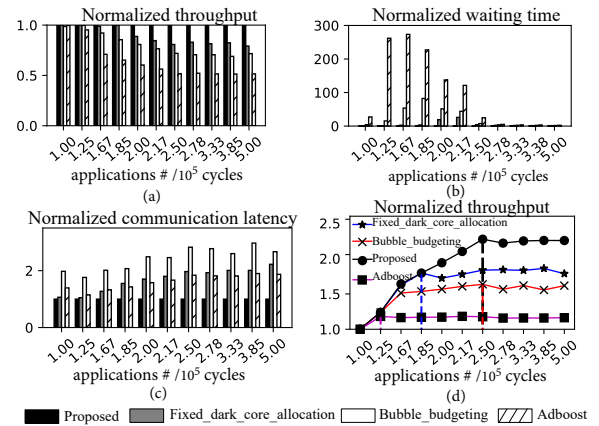 Normalized throughput
1.0
0.5
0.0
1.00 1.25 1.67 1.85 2.00 2.17 2.50 2.78 3.33 3.85 5.00
applications # /10⁵ cycles
(a)
Normalized waiting time
300
200
100
0
1.00 1.25 1.67 1.85 2.00 2.17 2.50 2.78 3.33 3.38 5.00
applications # /10⁵ cycles
(b)
Normalized communication latency
2
0
1.00 1.25 1.67 1.85 2.00 2.17 2.50 2.78 3.33 3.85 5.00
applications # /10⁵ cycles
(c)
Normalized throughput
2.5
2.0
1.5
1.0
Fixed_dark_core_allocation
Bubble_budgeting
Proposed
Adboost
1.00 1.25 1.67 1.85 2.00 2.17 2.50 2.78 3.33 3.85 5.00
applications # /10⁵ cycles
(d)
Proposed Fixed_dark_core_allocation Bubble_budgeting Adboost